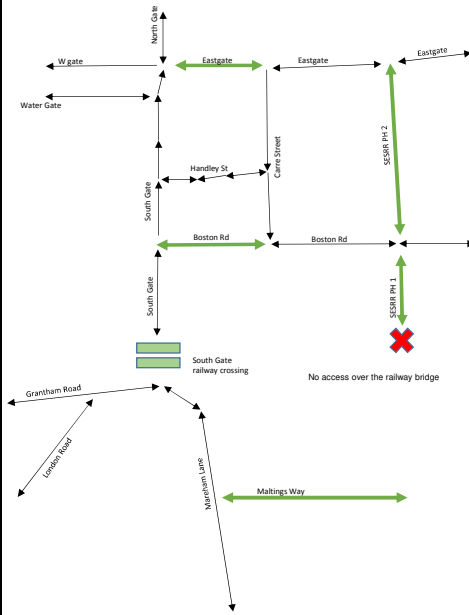 North Gate
W gate
Eastgate
Eastgate
Eastgate
Water Gate
SESRR PH 2
Carre Street
Handley St
South Gate
Boston Rd
Boston Rd
South Gate
SESRR PH 1
South Gate
railway crossing
No access over the railway bridge
Grantham Road
London Road
Mareham Lane
Maltings Way